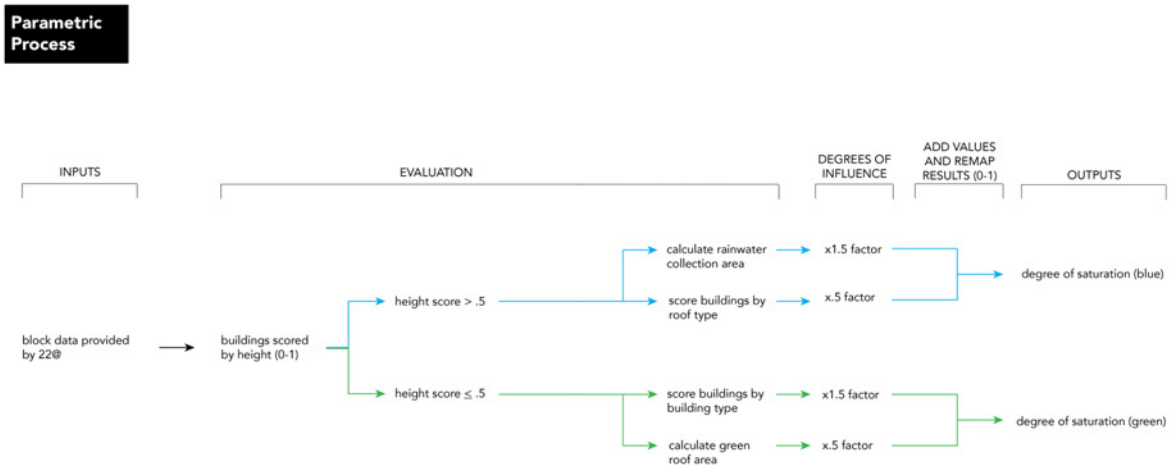 Parametric
Process
INPUTS
EVALUATION
DEGREES OF
INFLUENCE
ADD VALUES
AND REMAP
RESULTS (0-1)
OUTPUTS
block data provided
by 22@
buildings scored
by height (0-1)
height score > .5
calculate rainwater
collection area
x1.5 factor
score buildings by
roof type
x.5 factor
degree of saturation (blue)
height score ≤ .5
score buildings by
building type
x1.5 factor
calculate green
roof area
x.5 factor
degree of saturation (green)